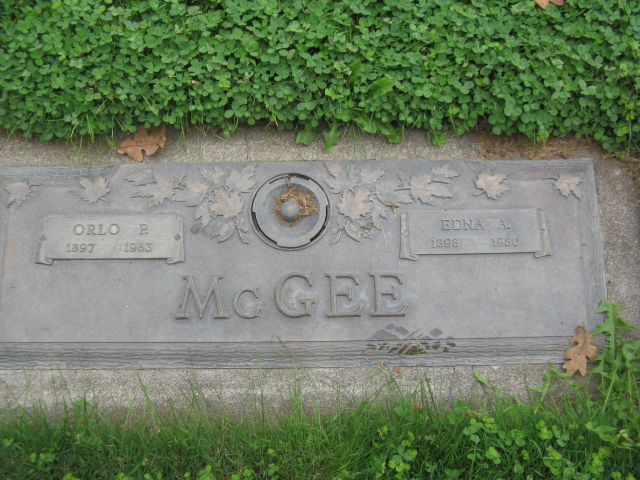 ORLO P.
1897 1983
EDNA A.
1898 1980
McGEE